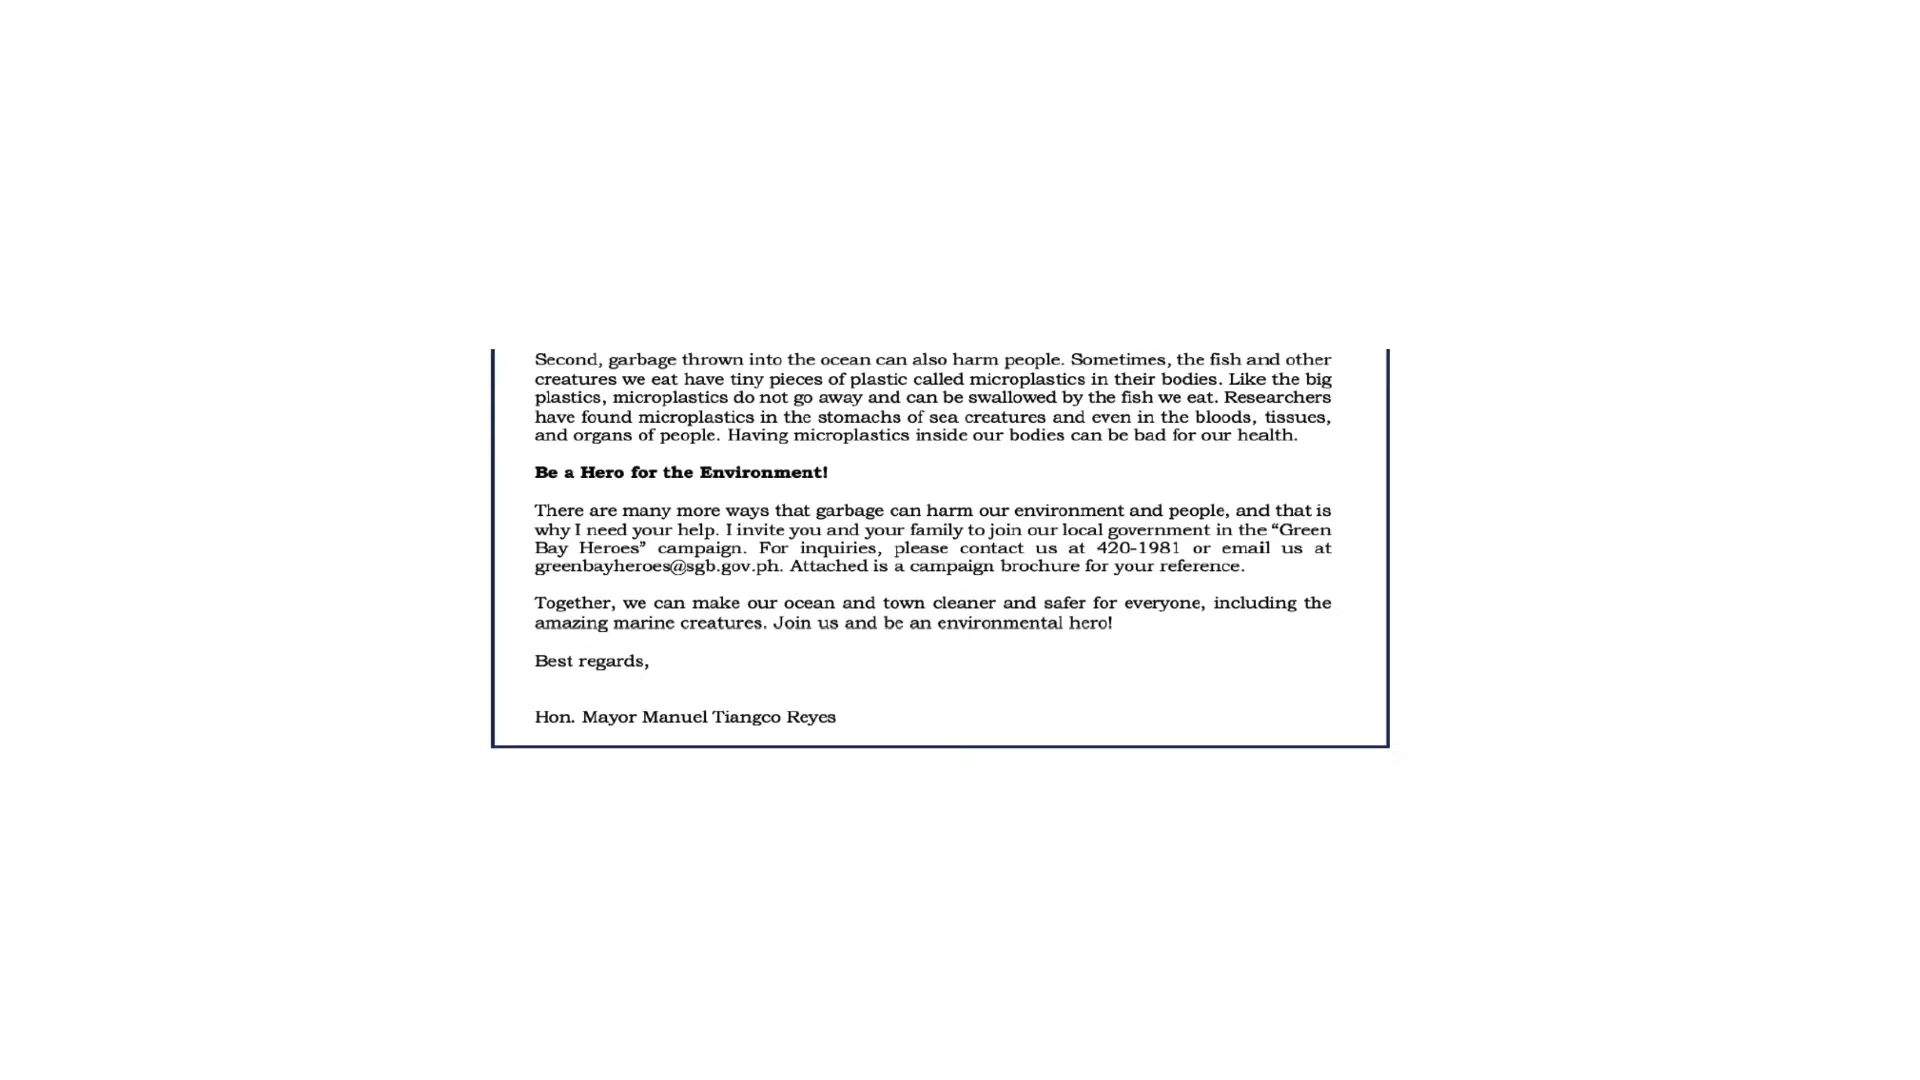 Second, garbage thrown into the ocean can also harm people. Sometimes, the fish and other
creatures we eat have tiny pieces of plastic called microplastics in their bodies. Like the big
plastics, microplastics do not go away and can be swallowed by the fish we eat. Researchers
have found microplastics in the stomachs of sea creatures and even in the bloods, tissues,
and organs of people. Having microplastics inside our bodies can be bad for our health.
Be a Hero for the Environment!
There are many more ways that garbage can harm our environment and people, and that is
why I need your help. I invite you and your family to join our local government in the “Green
Bay Heroes” campaign. For inquiries, please contact us at 420-1981 or email us at
greenbayheroes@sgb.gov.ph. Attached is a campaign brochure for your reference.
Together, we can make our ocean and town cleaner and safer for everyone, including the
amazing marine creatures. Join us and be an environmental hero!
Best regards,
Hon. Mayor Manuel Tiangco Reyes